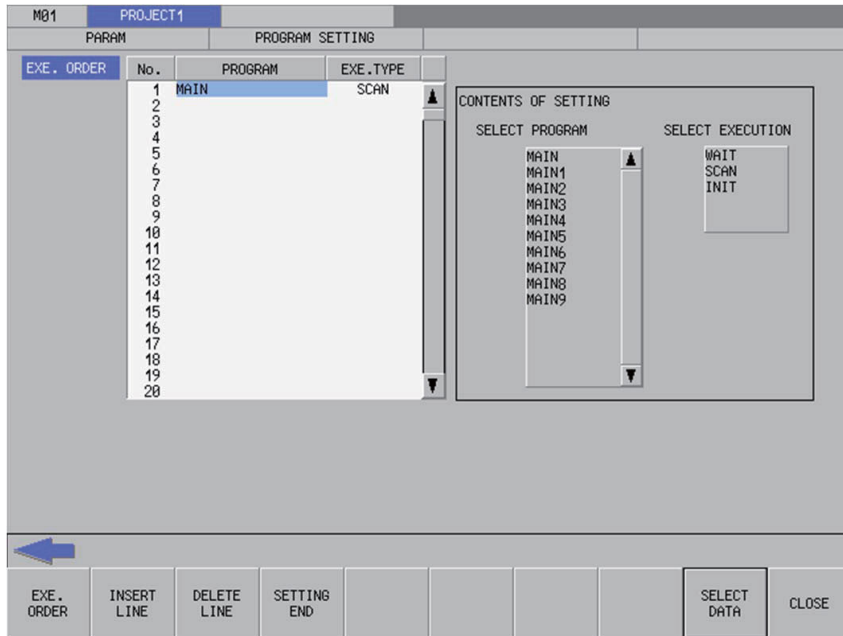 M01 PROJECT1
PARAM PROGRAM SETTING
EXE. ORDER No. PROGRAM EXE.TYPE
1 MAIN SCAN
2
3
4
5
6
7
8
9
10
11
12
13
14
15
16
17
18
19
20
CONTENTS OF SETTING
SELECT PROGRAM SELECT EXECUTION
MAIN WAIT
MAIN1 SCAN
MAIN2 INIT
MAIN3
MAIN4
MAIN5
MAIN6
MAIN7
MAIN8
MAIN9
EXE. ORDER
INSERT LINE
DELETE LINE
SETTING END
SELECT DATA
CLOSE